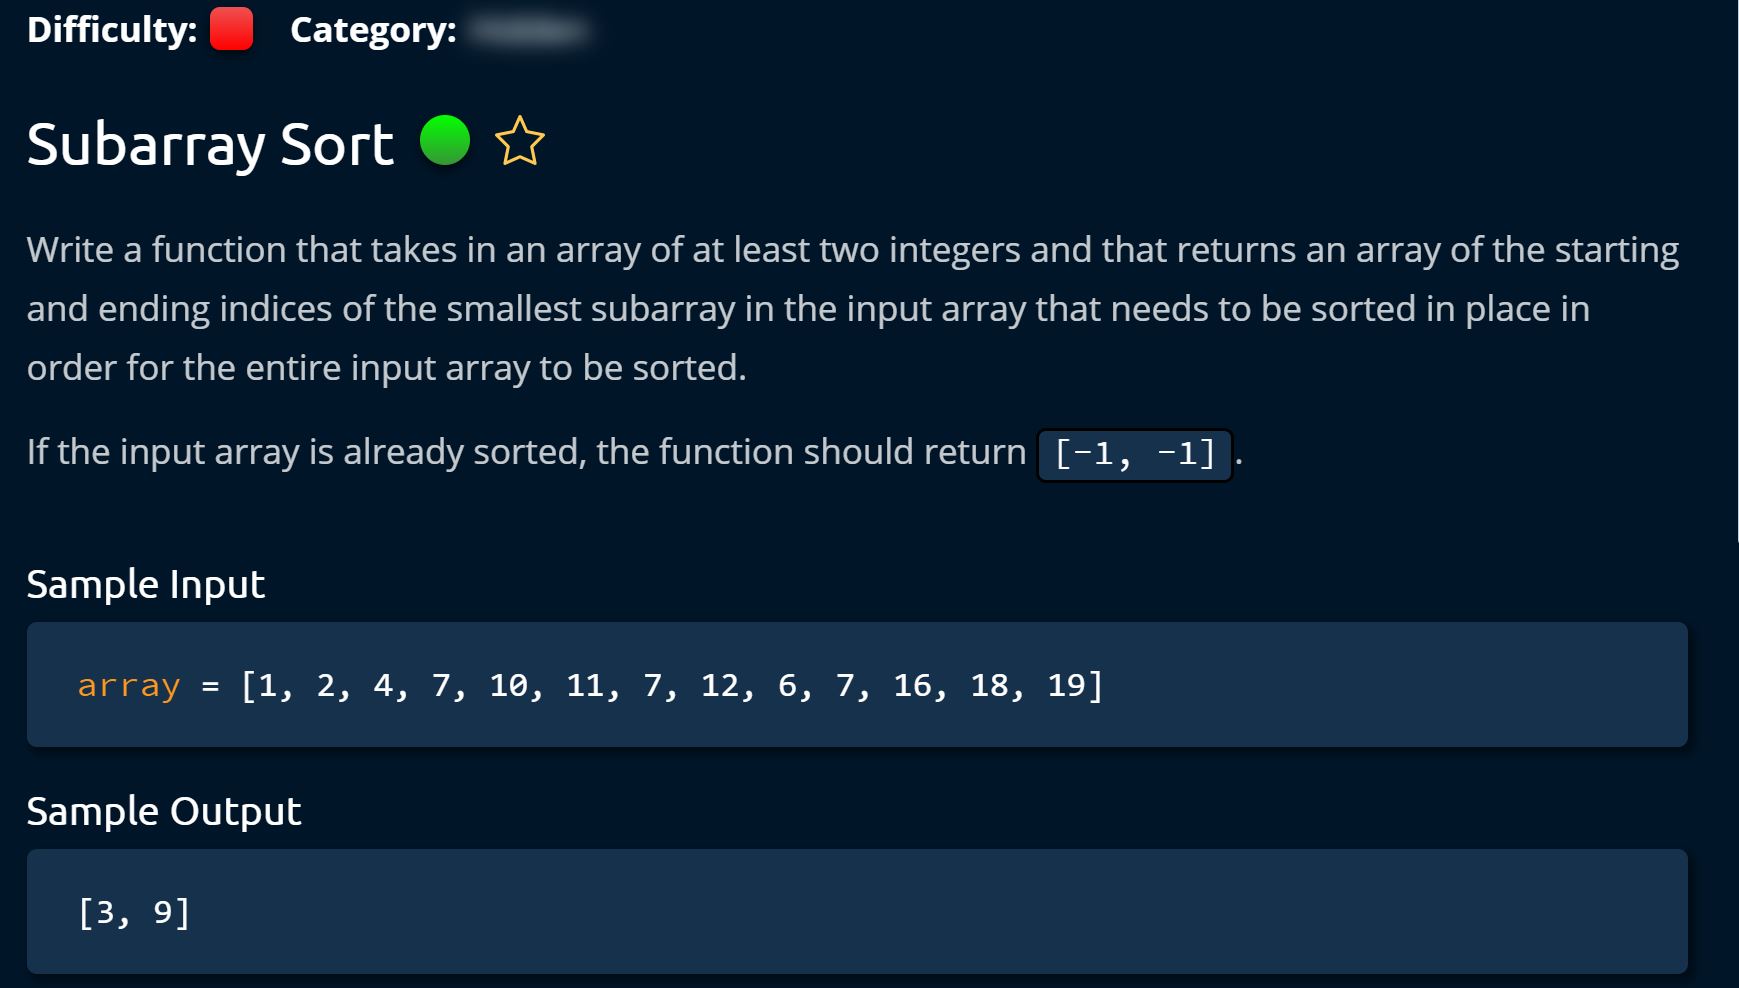 Difficulty: Category:
Subarray Sort
Write a function that takes in an array of at least two integers and that returns an array of the starting
and ending indices of the smallest subarray in the input array that needs to be sorted in place in
order for the entire input array to be sorted.
If the input array is already sorted, the function should return [-1, -1] .
Sample Input
array = [1, 2, 4, 7, 10, 11, 7, 12, 6, 7, 16, 18, 19]
Sample Output
[3, 9]